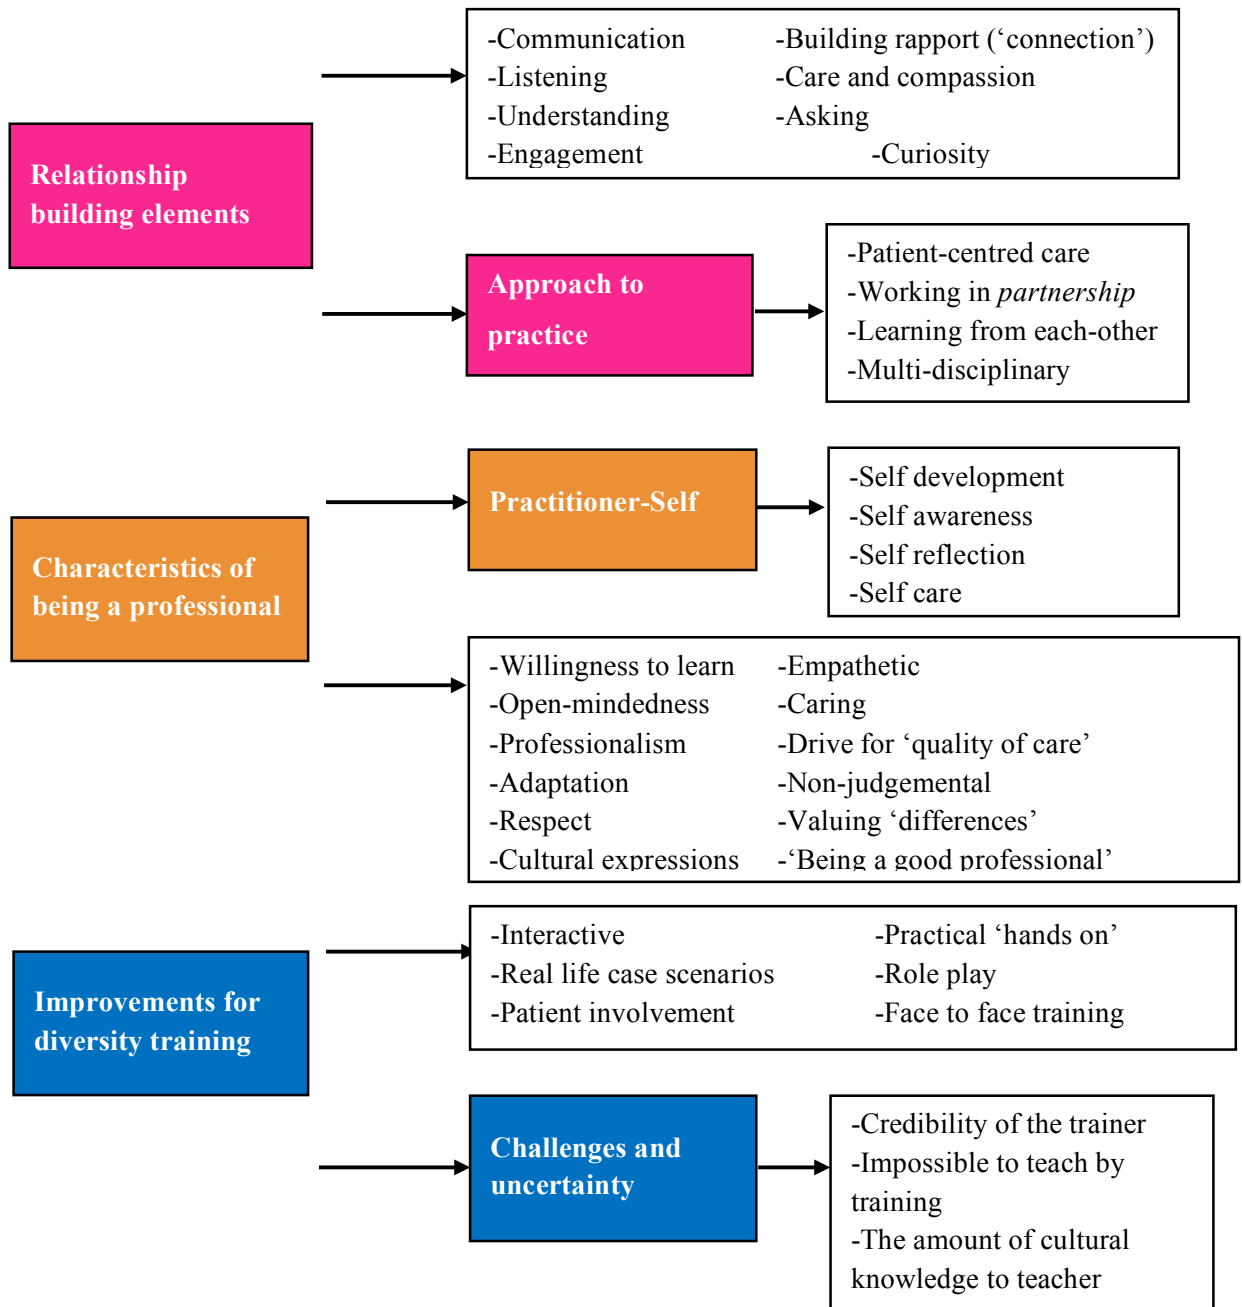 -Communication -Building rapport (‘connection’)
-Listening -Care and compassion
-Understanding -Asking
-Engagement -Curiosity
Relationship
building elements
Approach to
practice
-Patient-centred care
-Working in partnership
-Learning from each-other
-Multi-disciplinary
Characteristics of
being a professional
Practitioner-Self
-Self development
-Self awareness
-Self reflection
-Self care
-Willingness to learn -Empathetic
-Open-mindedness -Caring
-Professionalism -Drive for ‘quality of care’
-Adaptation -Non-judgemental
-Respect -Valuing ‘differences’
-Cultural expressions -‘Being a good professional’
Improvements for
diversity training
-Interactive -Practical ‘hands on’
-Real life case scenarios -Role play
-Patient involvement -Face to face training
Challenges and
uncertainty
-Credibility of the trainer
-Impossible to teach by
training
-The amount of cultural
knowledge to teacher